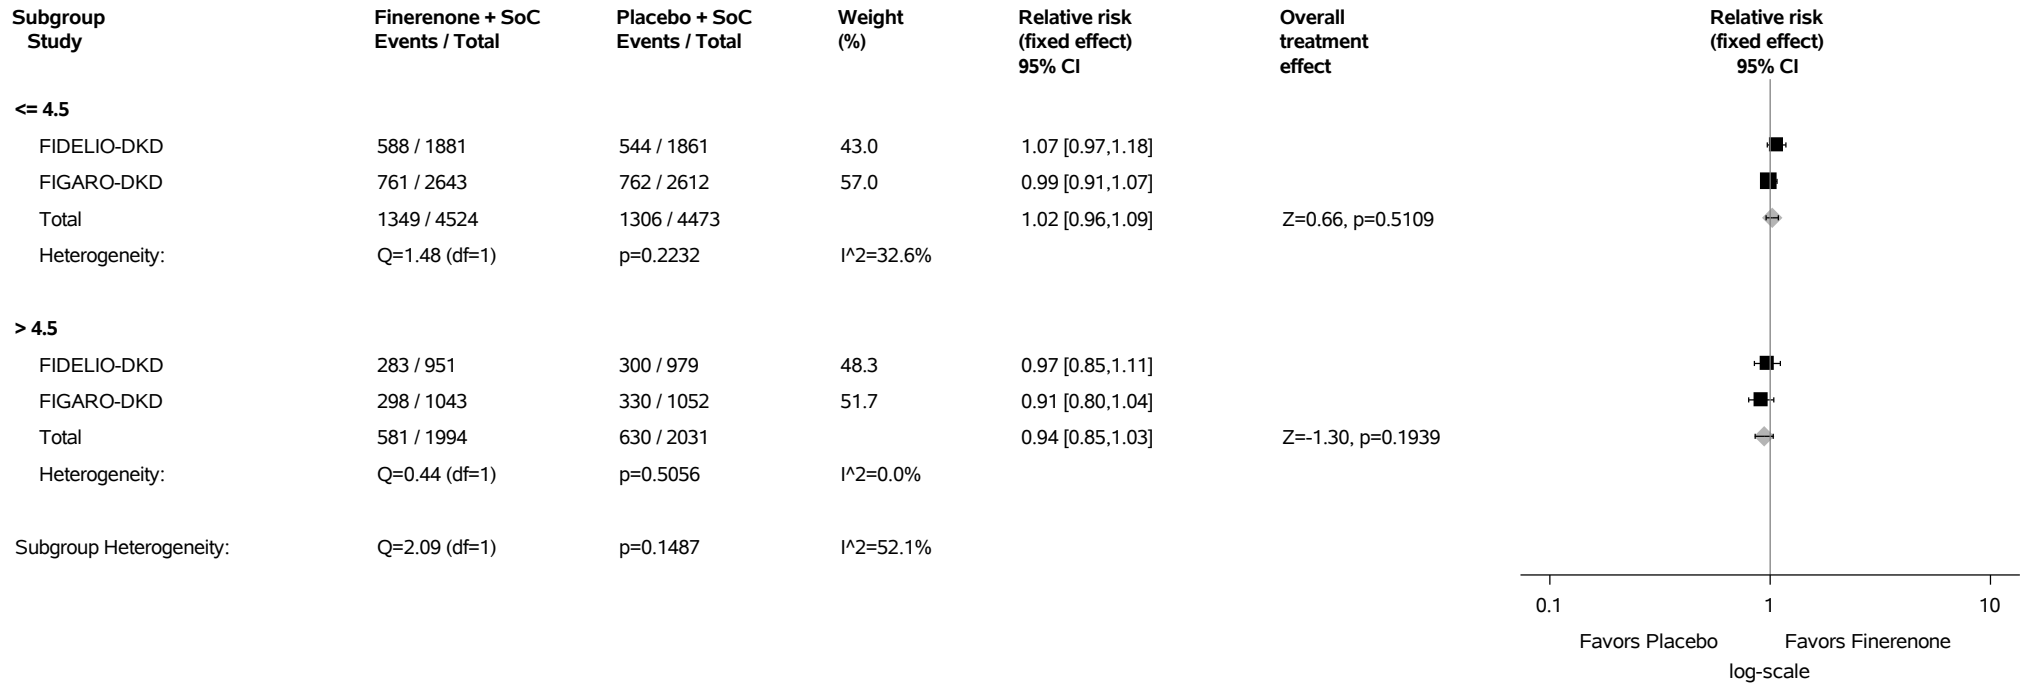 Subgroup Finerenone + SoC Placebo + SoC Weight Relative risk Overall Relative risk
Study Events / Total Events / Total (%) (fixed effect) treatment (fixed effect)
95% CI effect 95% CI
<= 4.5
FIDELIO-DKD 588 / 1881 544 / 1861 43.0 1.07 [0.97,1.18]
FIGARO-DKD 761 / 2643 762 / 2612 57.0 0.99 [0.91,1.07]
Total 1349 / 4524 1306 / 4473 1.02 [0.96,1.09] Z=0.66, p=0.5109
Heterogeneity: Q=1.48 (df=1) p=0.2232 I^2=32.6%
> 4.5
FIDELIO-DKD 283 / 951 300 / 979 48.3 0.97 [0.85,1.11]
FIGARO-DKD 298 / 1043 330 / 1052 51.7 0.91 [0.80,1.04]
Total 581 / 1994 630 / 2031 0.94 [0.85,1.03] Z=-1.30, p=0.1939
Heterogeneity: Q=0.44 (df=1) p=0.5056 I^2=0.0%
Subgroup Heterogeneity: Q=2.09 (df=1) p=0.1487 I^2=52.1%
0.1 1 10
Favors Placebo Favors Finerenone
log-scale